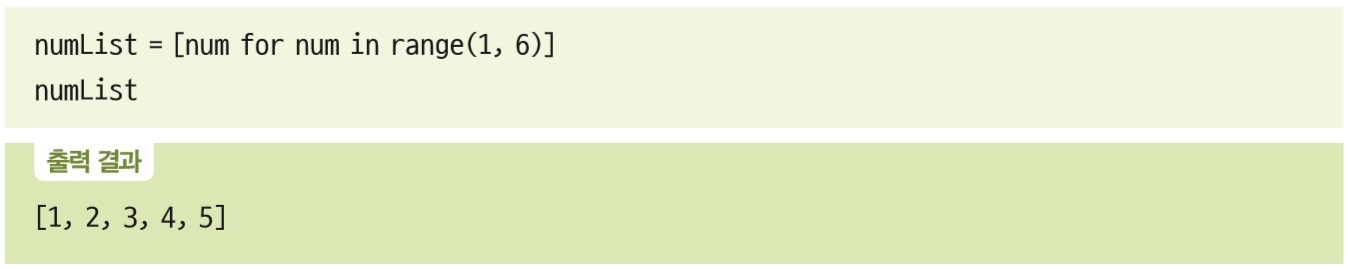 numList = [num for num in range(1, 6)]
numList
출력 결과
[1, 2, 3, 4, 5]